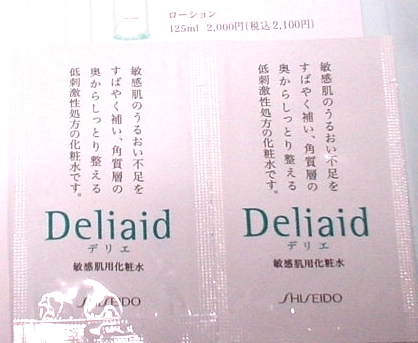 ローション
125ml 2,000円(税込2,100円)
敏感肌のうるおい不足を
すばやく補い、角質層の
奥からしっとり整える
低刺激性処方の化粧水です。
Deliaid
デリエ
敏感肌用化粧水
SHISEIDO
敏感肌のうるおい不足を
すばやく補い、角質層の
奥からしっとり整える
低刺激性処方の化粧水です。
Deliaid
デリエ
敏感肌用化粧水
SHISEIDO